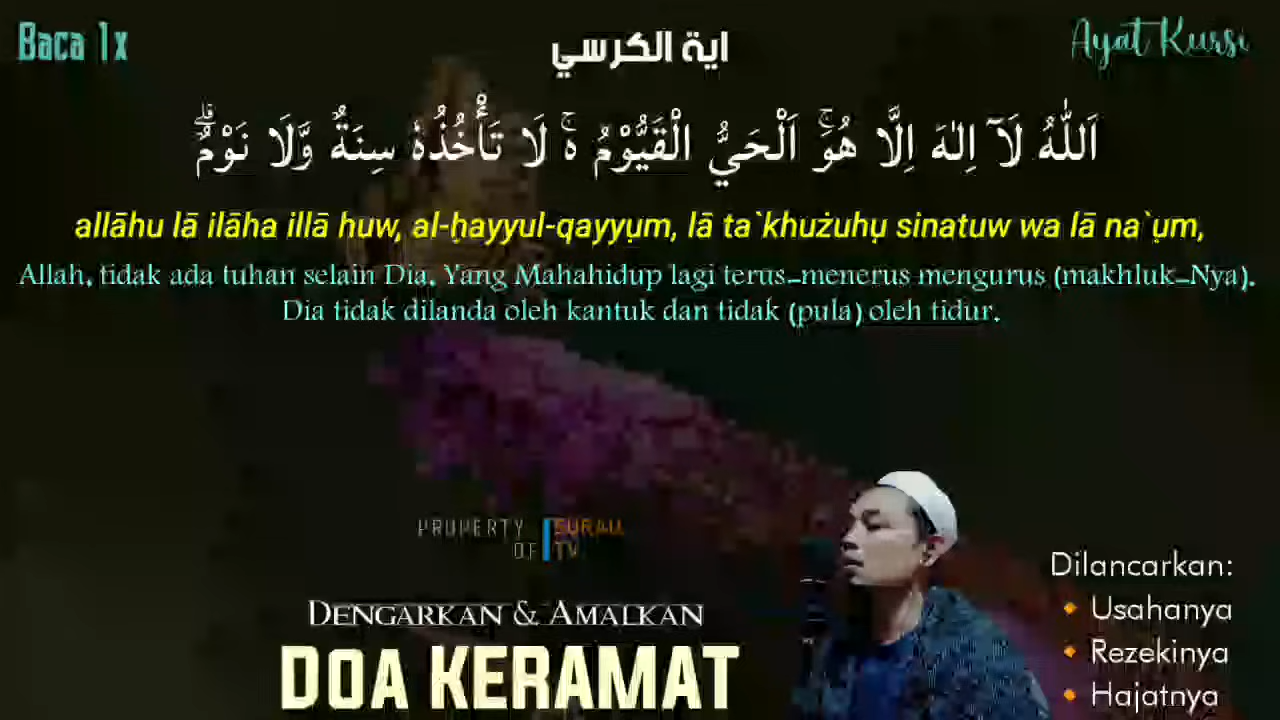 Baca 1x
اية الكرسي
Ayat Kursi
اَللّٰهُ لَآ اِلٰهَ اِلَّا هُوَۚ اَلْحَيُّ الْقَيُّوْمُ ەۚ لَا تَأْخُذُهٗ سِنَةٌ وَّلَا نَوْمٌۗ
allāhu lā ilāha illā huw, al-ḥayyul-qayyụm, lā ta`khużuhụ sinatuw wa lā na`ụm,
Allah, tidak ada tuhan selain Dia. Yang Mahahidup lagi terus-menerus mengurus (makhluk-Nya).
Dia tidak dilanda oleh kantuk dan tidak (pula) oleh tidur.
PROPERTY OF SURAU TV
DENGARKAN & AMALKAN
DOA KERAMAT
Dilancarkan:
🔸 Usahanya
🔸 Rezekinya
🔸 Hajatnya